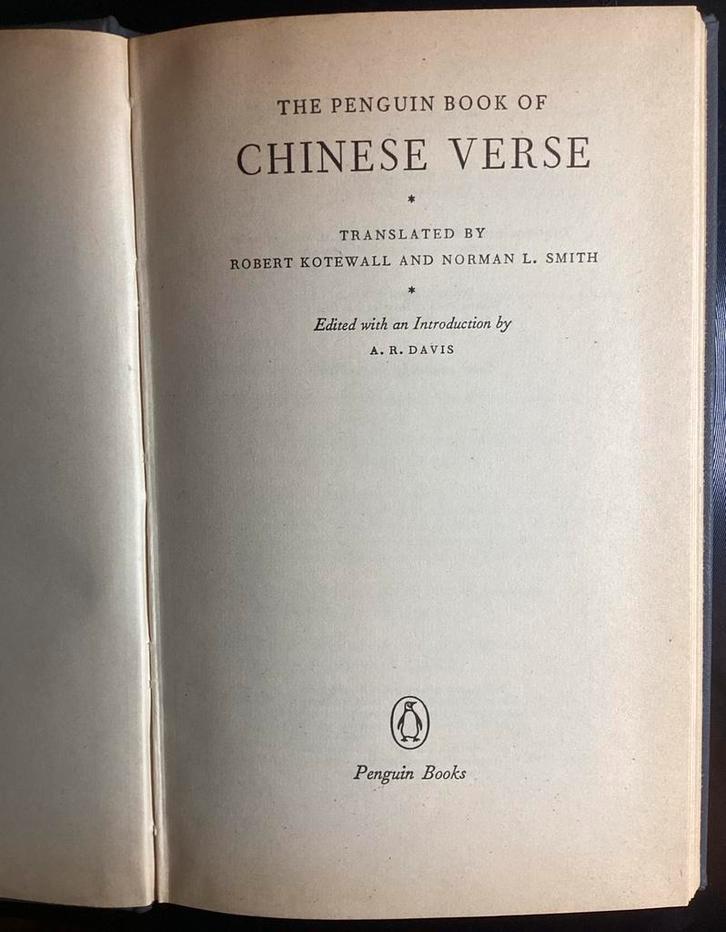 THE PENGUIN BOOK OF
CHINESE VERSE
*
TRANSLATED BY
ROBERT KOTEWALL AND NORMAN L. SMITH
*
Edited with an Introduction by
A. R. DAVIS
Penguin Books